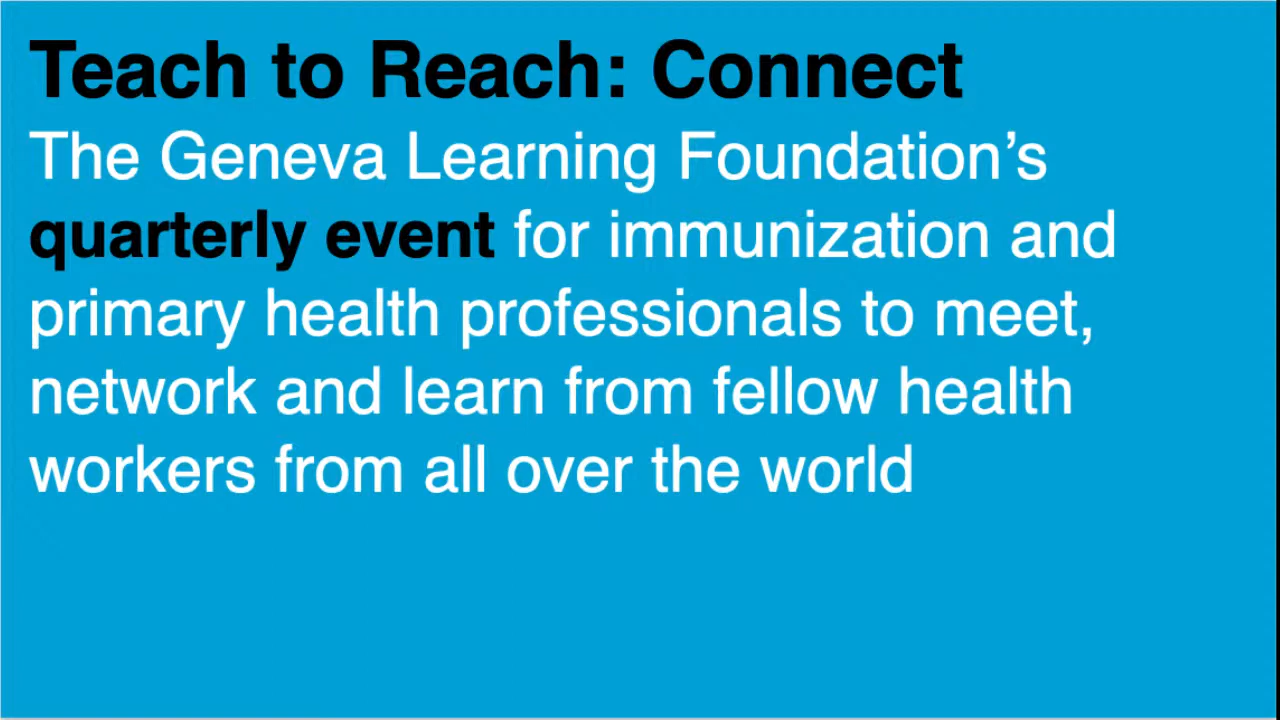 Teach to Reach: Connect
The Geneva Learning Foundation’s
quarterly event for immunization and
primary health professionals to meet,
network and learn from fellow health
workers from all over the world